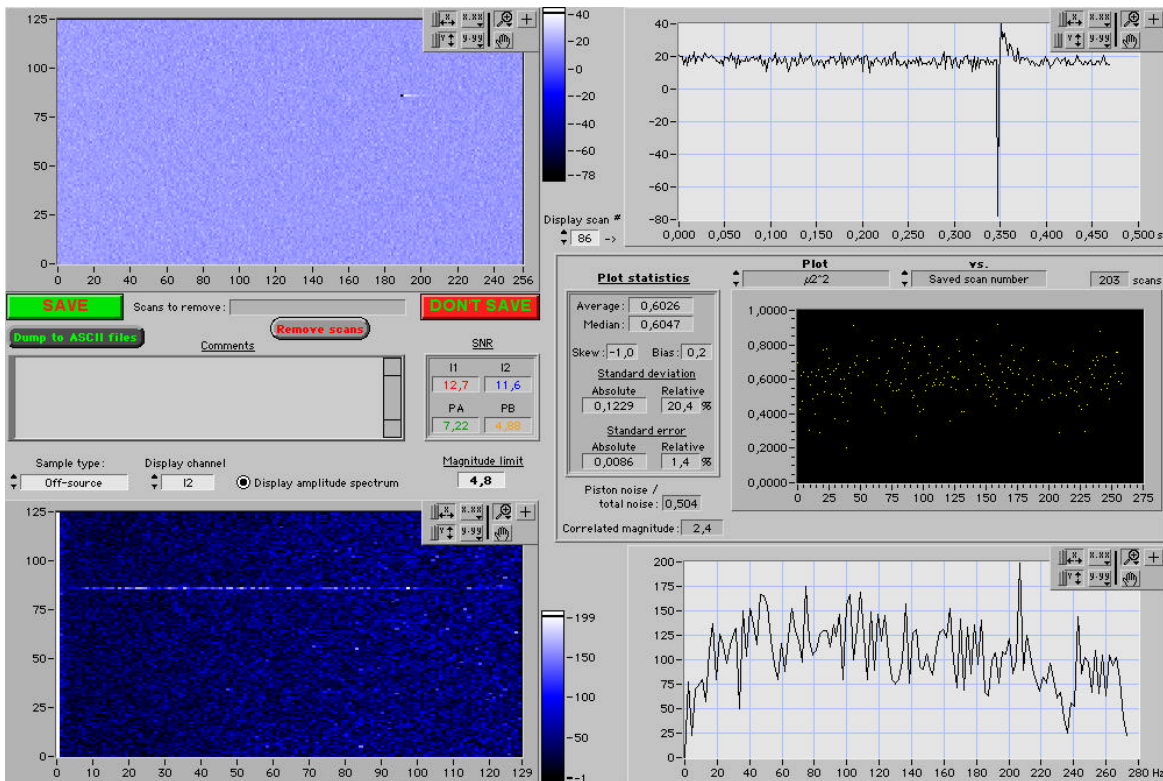 125-
100-
75-
50-
25-
0-
0 20 40 60 80 100 120 140 160 180 200 220 256
X.XX
Y.YY
-40
-20
-0
--20
--40
--60
--78
Display scan #
86 ->
40-
20-
0-
-20-
-40-
-60-
-80-
0,000 0,050 0,100 0,150 0,200 0,250 0,300 0,350 0,400 0,450 0,500 s
X.XX
Y.YY
SAVE
Scans to remove:
DON'T SAVE
Dump to ASCII files
Remove scans
Comments
SNR
I1 I2
12,7 11,6
PA PB
7,22 4,88
Sample type:
Off-source
Display channel
I2
Display amplitude spectrum
Magnitude limit
4,8
Plot statistics
Average: 0,6026
Median: 0,6047
Skew: -1,0 Bias: 0,2
Standard deviation
Absolute Relative
0,1229 20,4 %
Standard error
Absolute Relative
0,0086 1,4 %
Piston noise /
total noise: 0,504
Correlated magnitude: 2,4
Plot vs.
μ2^2 Saved scan number 203 scans
1,0000
0,8000
0,6000
0,4000
0,2000
0,0000
0 25 50 75 100 125 150 175 200 225 250 275
125-
100-
75-
50-
25-
0-
0 10 20 30 40 50 60 70 80 90 100 110 129
X.XX
Y.YY
-199
-100
-50
--1
200-
175-
150-
125-
100-
75-
50-
25-
0-
0 20 40 60 80 100 120 140 160 180 200 220 240 260 280 Hz
X.XX
Y.YY